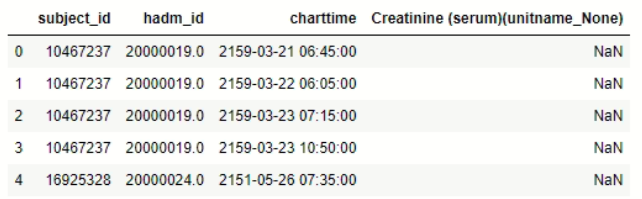 subject_id hadm_id charttime Creatinine (serum)(unitname_None)
0 10467237 20000019.0 2159-03-21 06:45:00 NaN
1 10467237 20000019.0 2159-03-22 06:05:00 NaN
2 10467237 20000019.0 2159-03-23 07:15:00 NaN
3 10467237 20000019.0 2159-03-23 10:50:00 NaN
4 16925328 20000024.0 2151-05-26 07:35:00 NaN